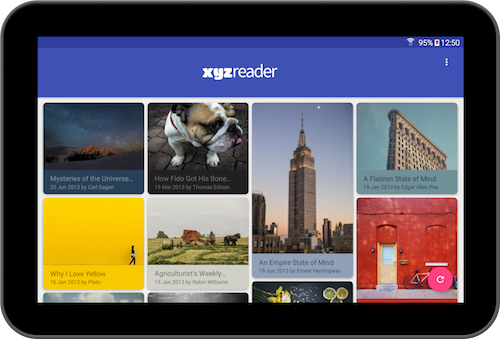 95% 12:50
xyzreader
Mysteries of the Universe...
20 Jun 2013 by Carl Sagan
How Fido Got His Bone...
19 Mar 2013 by Thomas Edison
An Empire State of Mind
19 Jun 2013 by Ernest Hemingway
A Flatiron State of Mind
19 Jan 2013 by Edgar Allen Poe
Why I Love Yellow
16 Jan 2013 by Plato
Agriculturist's Weekly...
15 Jan 2013 by Robin Williams